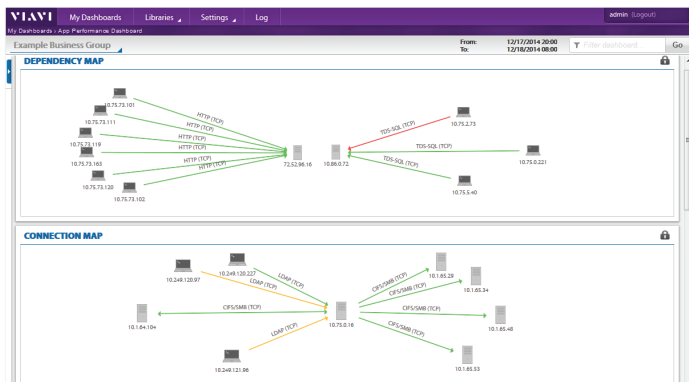 VIAVI My Dashboards Libraries Settings Log admin (Logout)
My Dashboards › App Performance Dashboard
Example Business Group From: 12/17/2014 20:00 Filter dashboard... Go
To: 12/18/2014 08:00
DEPENDENCY MAP
10.75.73.101
HTTP (TCP)
10.75.73.111
HTTP (TCP)
10.75.73.119
HTTP (TCP)
HTTP (TCP)
10.75.73.163
HTTP (TCP)
HTTP (TCP)
10.75.73.120
10.75.73.102
72.52.96.16
10.86.0.72
TDS-SQL (TCP)
10.75.2.73
TDS-SQL (TCP)
10.75.0.221
TDS-SQL (TCP)
10.75.5.40
CONNECTION MAP
10.249.120.97
10.249.120.227
LDAP (TCP)
LDAP (TCP)
10.1.64.104
CIFS/SMB (TCP)
LDAP (TCP)
10.249.121.96
10.75.0.16
CIFS/SMB (TCP)
10.1.65.29
CIFS/SMB (TCP)
10.1.65.34
CIFS/SMB (TCP)
10.1.65.48
CIFS/SMB (TCP)
10.1.65.53